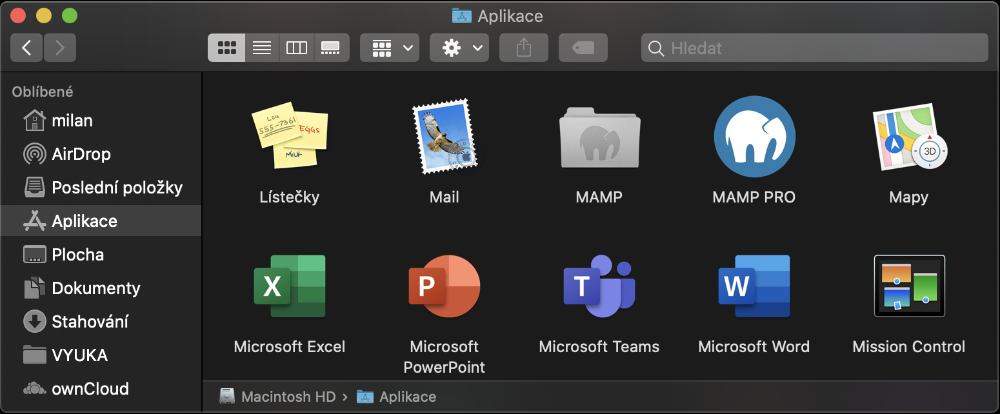 Aplikace
Hledat
Oblíbené
milan
AirDrop
Poslední položky
Aplikace
Plocha
Dokumenty
Stahování
VYUKA
ownCloud
Lou
555-7361
EGGS
MILK
3D
Lístečky
Mail
MAMP
MAMP PRO
Mapy
X
P
T
W
Microsoft Excel
Microsoft
PowerPoint
Microsoft Teams
Microsoft Word
Mission Control
Macintosh HD › Aplikace